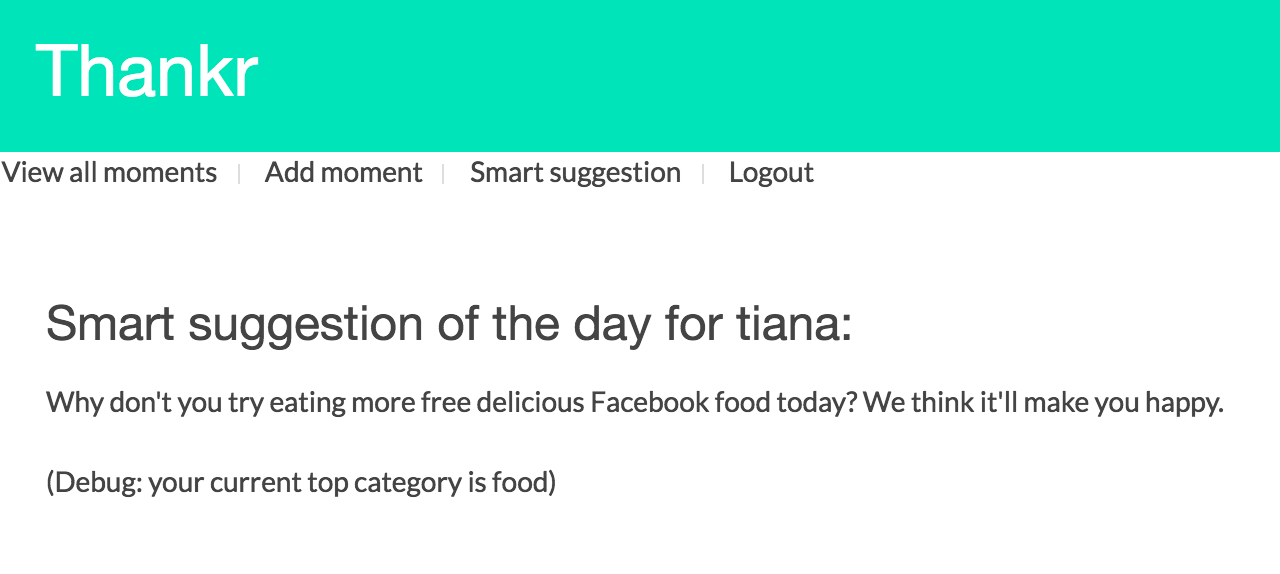 Thankr
View all moments | Add moment | Smart suggestion | Logout
Smart suggestion of the day for tiana:
Why don't you try eating more free delicious Facebook food today? We think it'll make you happy.
(Debug: your current top category is food)